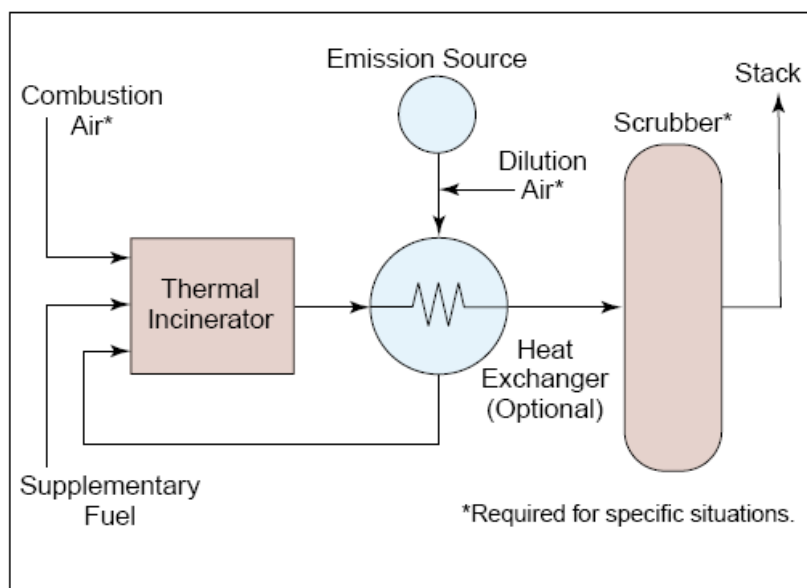 Emission Source
Stack
Combustion
Air*
Scrubber*
Dilution
Air*
Thermal
Incinerator
Heat
Exchanger
(Optional)
Supplementary
Fuel
*Required for specific situations.